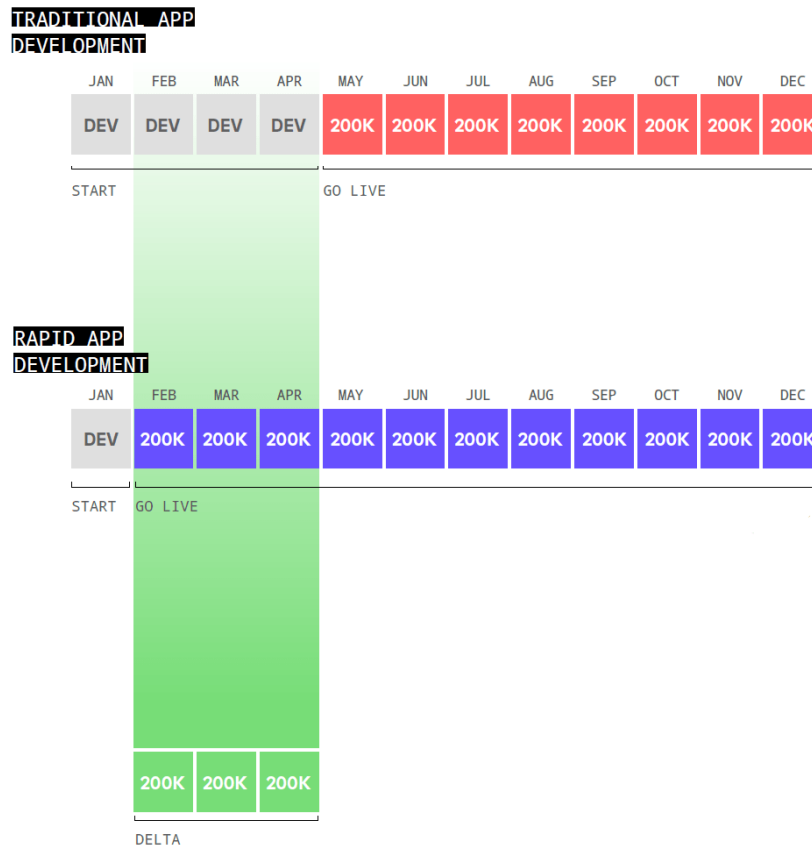 TRADITIONAL APP
DEVELOPMENT
JAN FEB MAR APR MAY JUN JUL AUG SEP OCT NOV DEC
DEV DEV DEV DEV 200K 200K 200K 200K 200K 200K 200K 200K
START GO LIVE
RAPID APP
DEVELOPMENT
JAN FEB MAR APR MAY JUN JUL AUG SEP OCT NOV DEC
DEV 200K 200K 200K 200K 200K 200K 200K 200K 200K 200K 200K
START GO LIVE
200K 200K 200K
DELTA